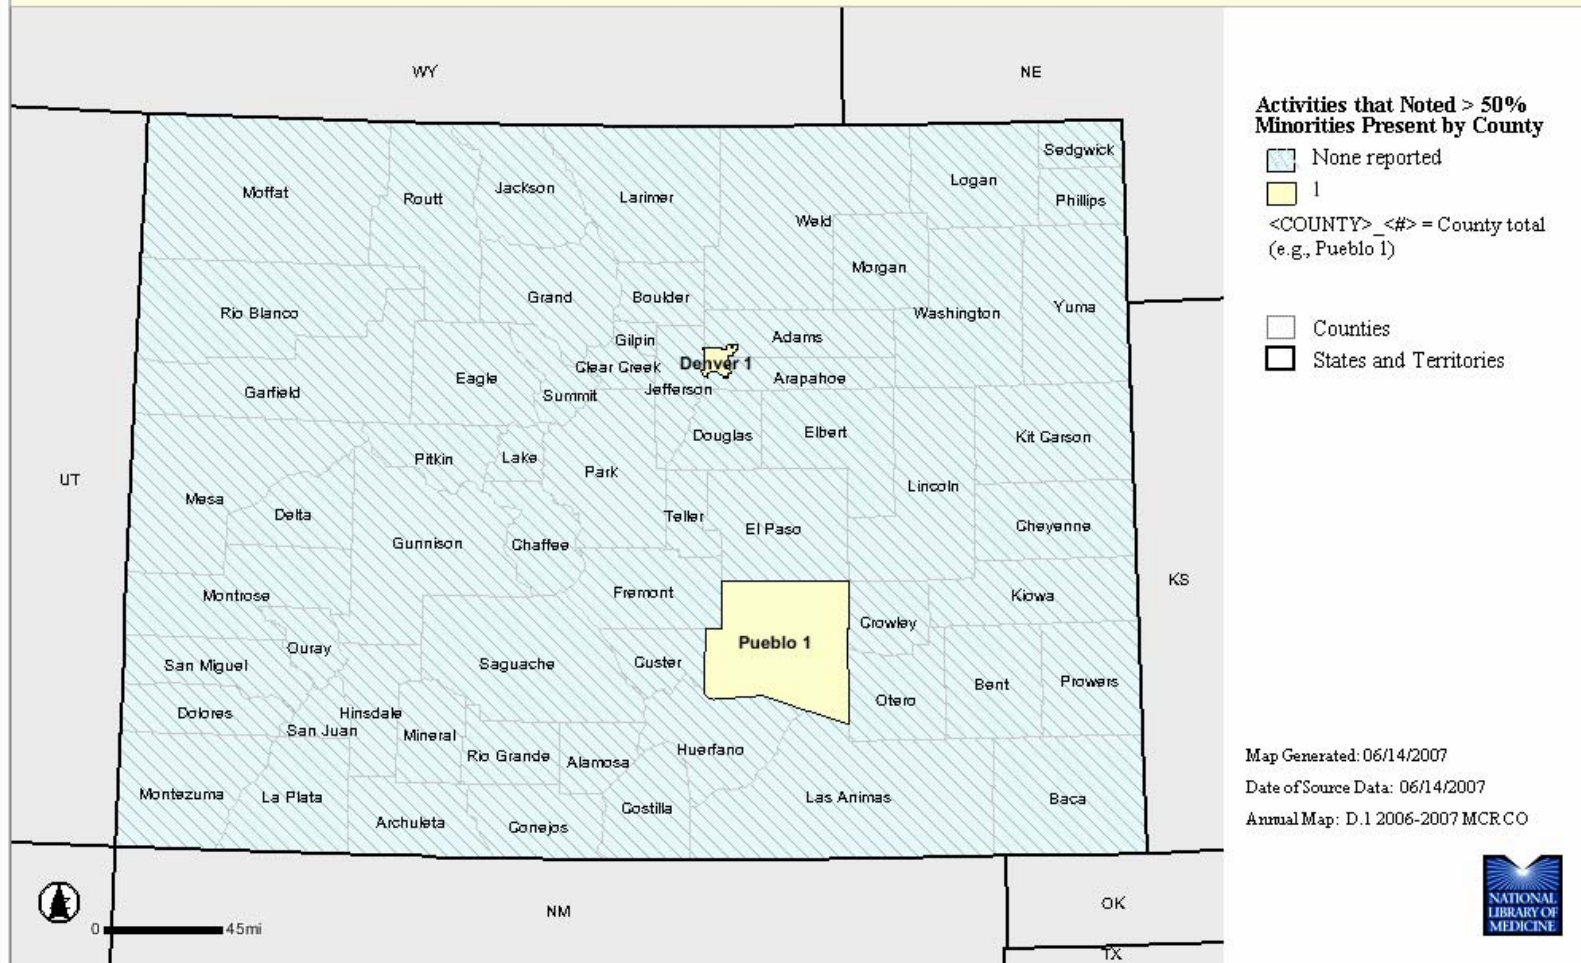 WY
NE
Activities that Noted > 50%
Minorities Present by County
None reported
1
<COUNTY>_<#> = County total
(e.g., Pueblo 1)
Counties
States and Territories
Sedgwick
Logan
Moffat
Routt
Jackson
Larimer
Phillips
Weld
Morgan
Grand
Boulder
Yuma
Rio Blanco
Washington
Gilpin
Adams
Denver 1
Clear Creek
Eagle
Arapahoe
Garfield
Summit
Jefferson
Douglas
Elbert
Kit Carson
Pitkin
Lake
Park
UT
Lincoln
Mesa
Delta
Teller
El Paso
Cheyenne
Gunnison
Chaffee
KS
Montrose
Fremont
Kiowa
Crowley
Pueblo 1
Ouray
San Miguel
Saguache
Custer
Bent
Prowers
Otero
Dolores
Hinsdale
San Juan
Mineral
Rio Grande
Alamosa
Huerfano
Montezuma
La Plata
Costilla
Las Animas
Baca
Archuleta
Conejos
Map Generated: 06/14/2007
Date of Source Data: 06/14/2007
Annual Map: D.1 2006-2007 MCR CO
NM
OK
TX
0
45mi
NATIONAL
LIBRARY OF
MEDICINE